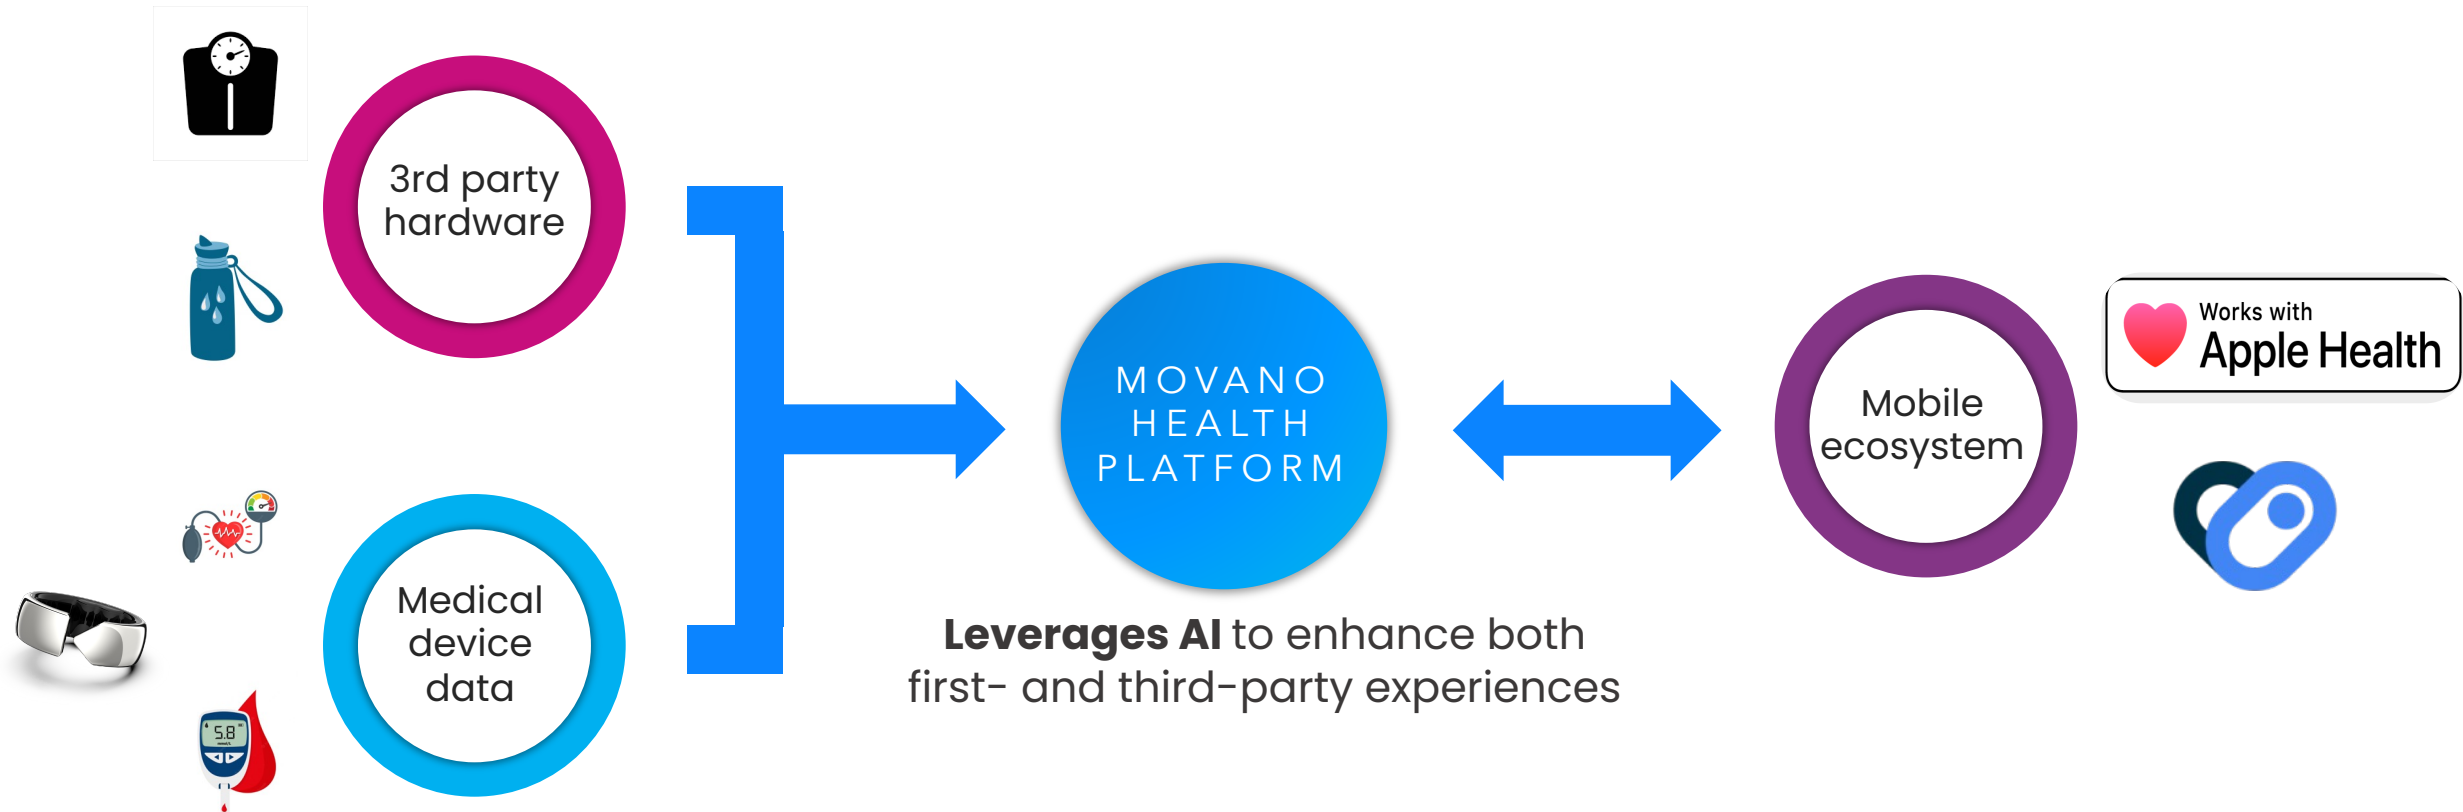 3rd party
hardware
MOVANO
HEALTH
PLATFORM
Mobile
ecosystem
Works with
Apple Health
Medical
device
data
Leverages AI to enhance both
first- and third-party experiences
5.8